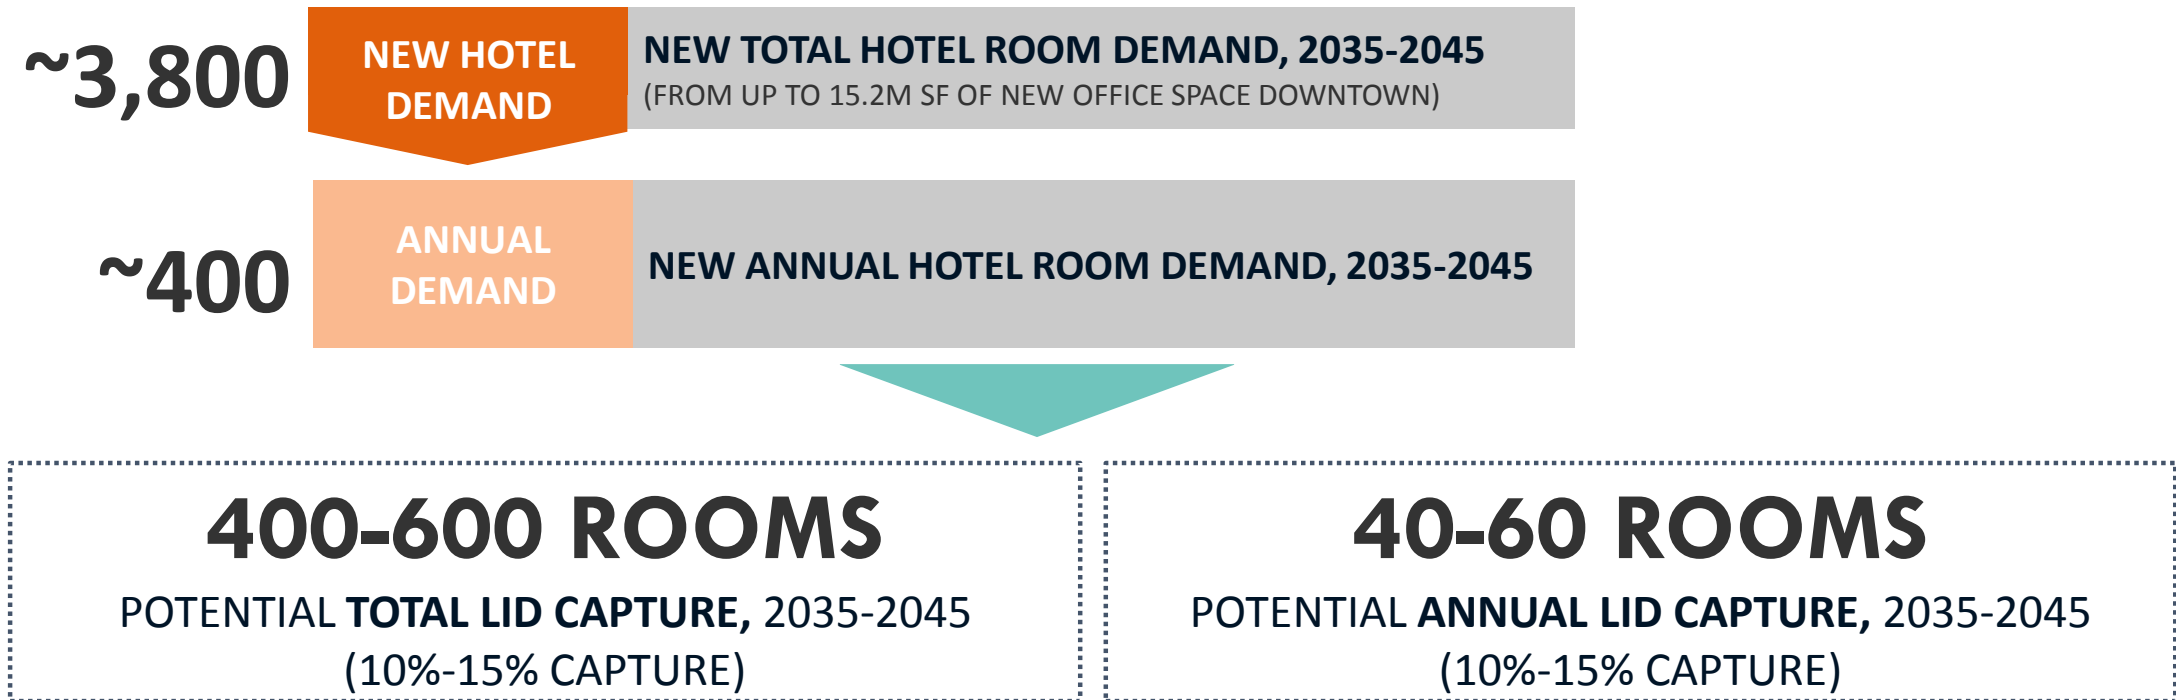 ~3,800
NEW HOTEL
DEMAND
NEW TOTAL HOTEL ROOM DEMAND, 2035-2045
(FROM UP TO 15.2M SF OF NEW OFFICE SPACE DOWNTOWN)
~400
ANNUAL
DEMAND
NEW ANNUAL HOTEL ROOM DEMAND, 2035-2045
400-600 ROOMS
POTENTIAL TOTAL LID CAPTURE, 2035-2045
(10%-15% CAPTURE)
40-60 ROOMS
POTENTIAL ANNUAL LID CAPTURE, 2035-2045
(10%-15% CAPTURE)